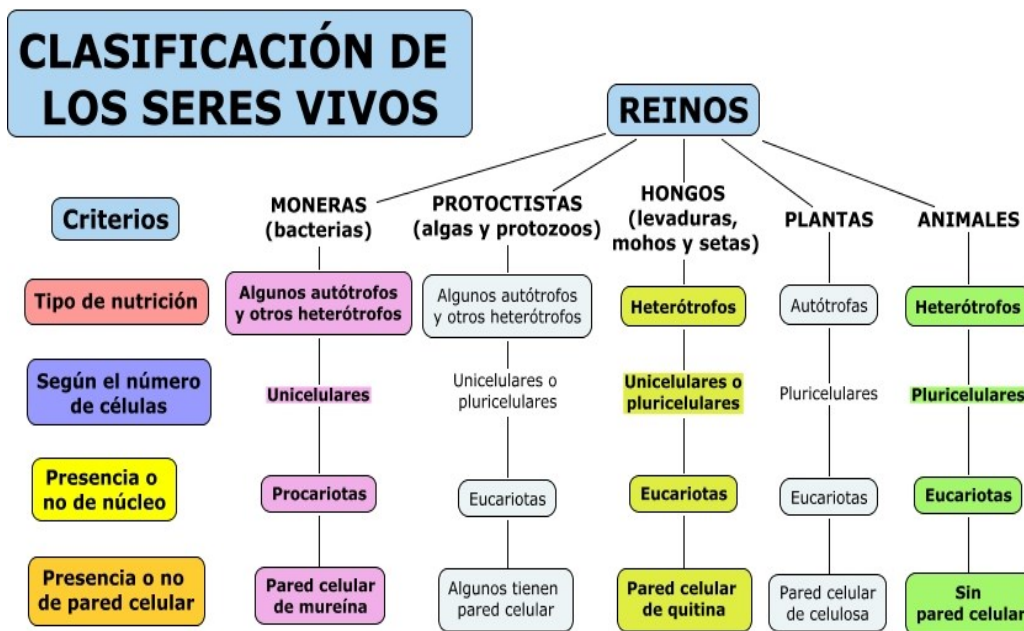 CLASIFICACIÓN DE
LOS SERES VIVOS
REINOS
Criterios
MONERAS
(bacterias)
PROTOCTISTAS
(algas y protozoos)
HONGOS
(levaduras,
mohos y setas)
PLANTAS
ANIMALES
Tipo de nutrición
Algunos autótrofos
y otros heterótrofos
Algunos autótrofos
y otros heterótrofos
Heterótrofos
Autótrofas
Heterótrofos
Según el número
de células
Unicelulares
Unicelulares o
pluricelulares
Unicelulares o
pluricelulares
Pluricelulares
Pluricelulares
Presencia o
no de núcleo
Procariotas
Eucariotas
Eucariotas
Eucariotas
Eucariotas
Presencia o no
de pared celular
Pared celular
de mureína
Algunos tienen
pared celular
Pared celular
de quitina
Pared celular
de celulosa
Sin
pared celular